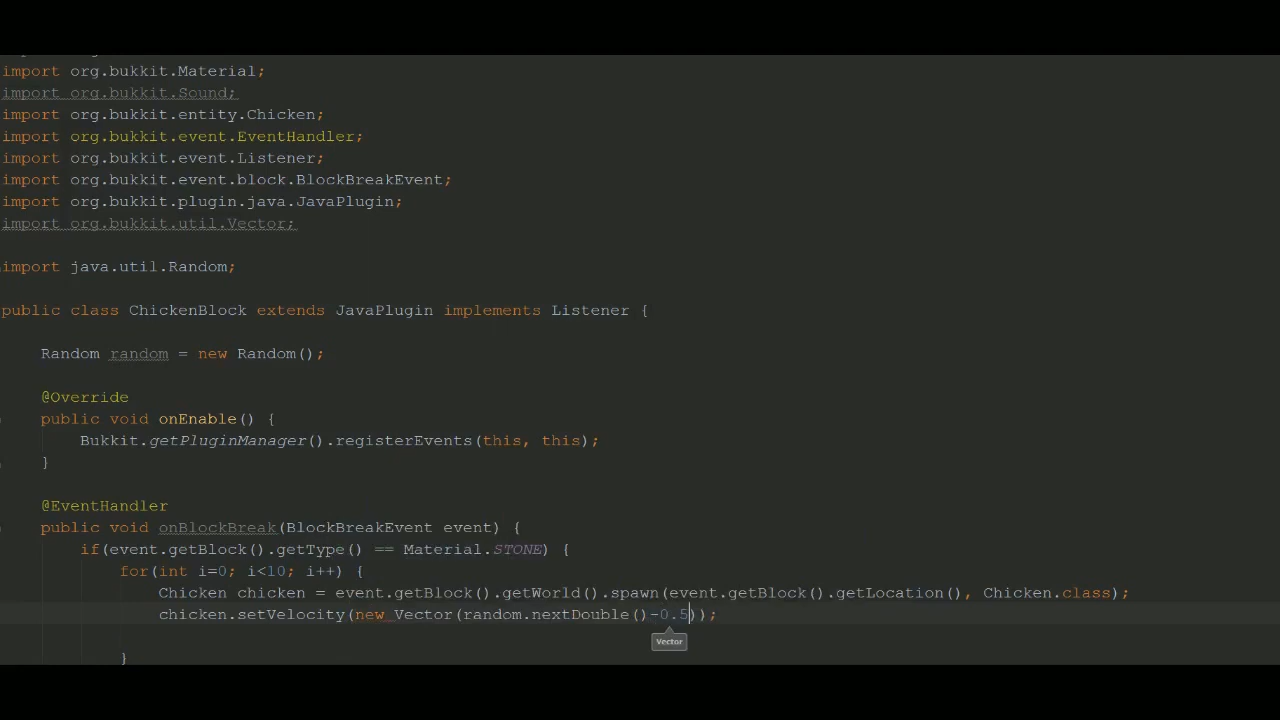 import org.bukkit.Material;
import org.bukkit.Sound;
import org.bukkit.entity.Chicken;
import org.bukkit.event.EventHandler;
import org.bukkit.event.Listener;
import org.bukkit.event.block.BlockBreakEvent;
import org.bukkit.plugin.java.JavaPlugin;
import org.bukkit.util.Vector;
import java.util.Random;
public class ChickenBlock extends JavaPlugin implements Listener {
Random random = new Random();
@Override
public void onEnable() {
Bukkit.getPluginManager().registerEvents(this, this);
}
@EventHandler
public void onBlockBreak(BlockBreakEvent event) {
if(event.getBlock().getType() == Material.STONE) {
for(int i=0; i<10; i++) {
Chicken chicken = event.getBlock().getWorld().spawn(event.getBlock().getLocation(), Chicken.class);
chicken.setVelocity(new Vector(random.nextDouble()-0.5));
Vector
}